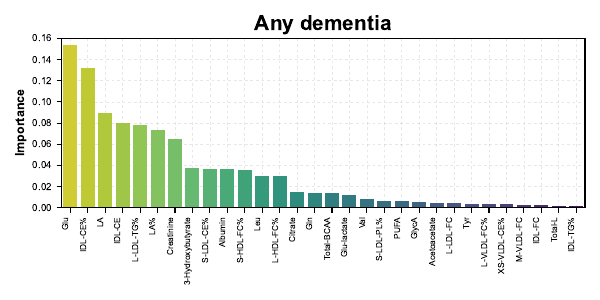 Any dementia
Importance
0.16
0.14
0.12
0.10
0.08
0.06
0.04
0.02
0.00
Glu
IDL-CE%
LA
IDL-CE
L-LDL-TG%
LA%
Creatinine
3-Hydroxybutyrate
S-LDL-CE%
Albumin
S-HDL-FC%
Leu
L-HDL-FC%
Citrate
Gln
Total-BCAA
Glu-lactate
Val
S-LDL-PL%
PUFA
GlycA
Acetoacetate
L-LDL-FC
Tyr
L-VLDL-FC%
XS-VLDL-CE%
M-VLDL-FC
IDL-FC
Total-L
IDL-TG%